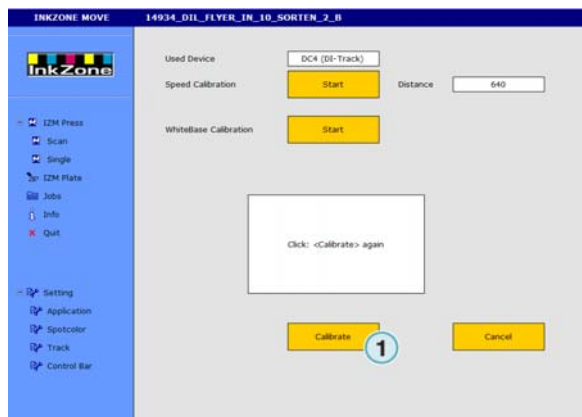 INKZONE MOVE
14934_DIL_FLYER_IN_10_SORTEN_2_B
InkZone
IZM Press
Scan
Single
IZM Plate
Jobs
Info
Quit
Setting
Application
Spotcolor
Track
Control Bar
Used Device
DC4 (DI-Track)
Speed Calibration
Start
Distance
640
WhiteBase Calibration
Start
Click: <Calibrate> again
Calibrate
1
Cancel